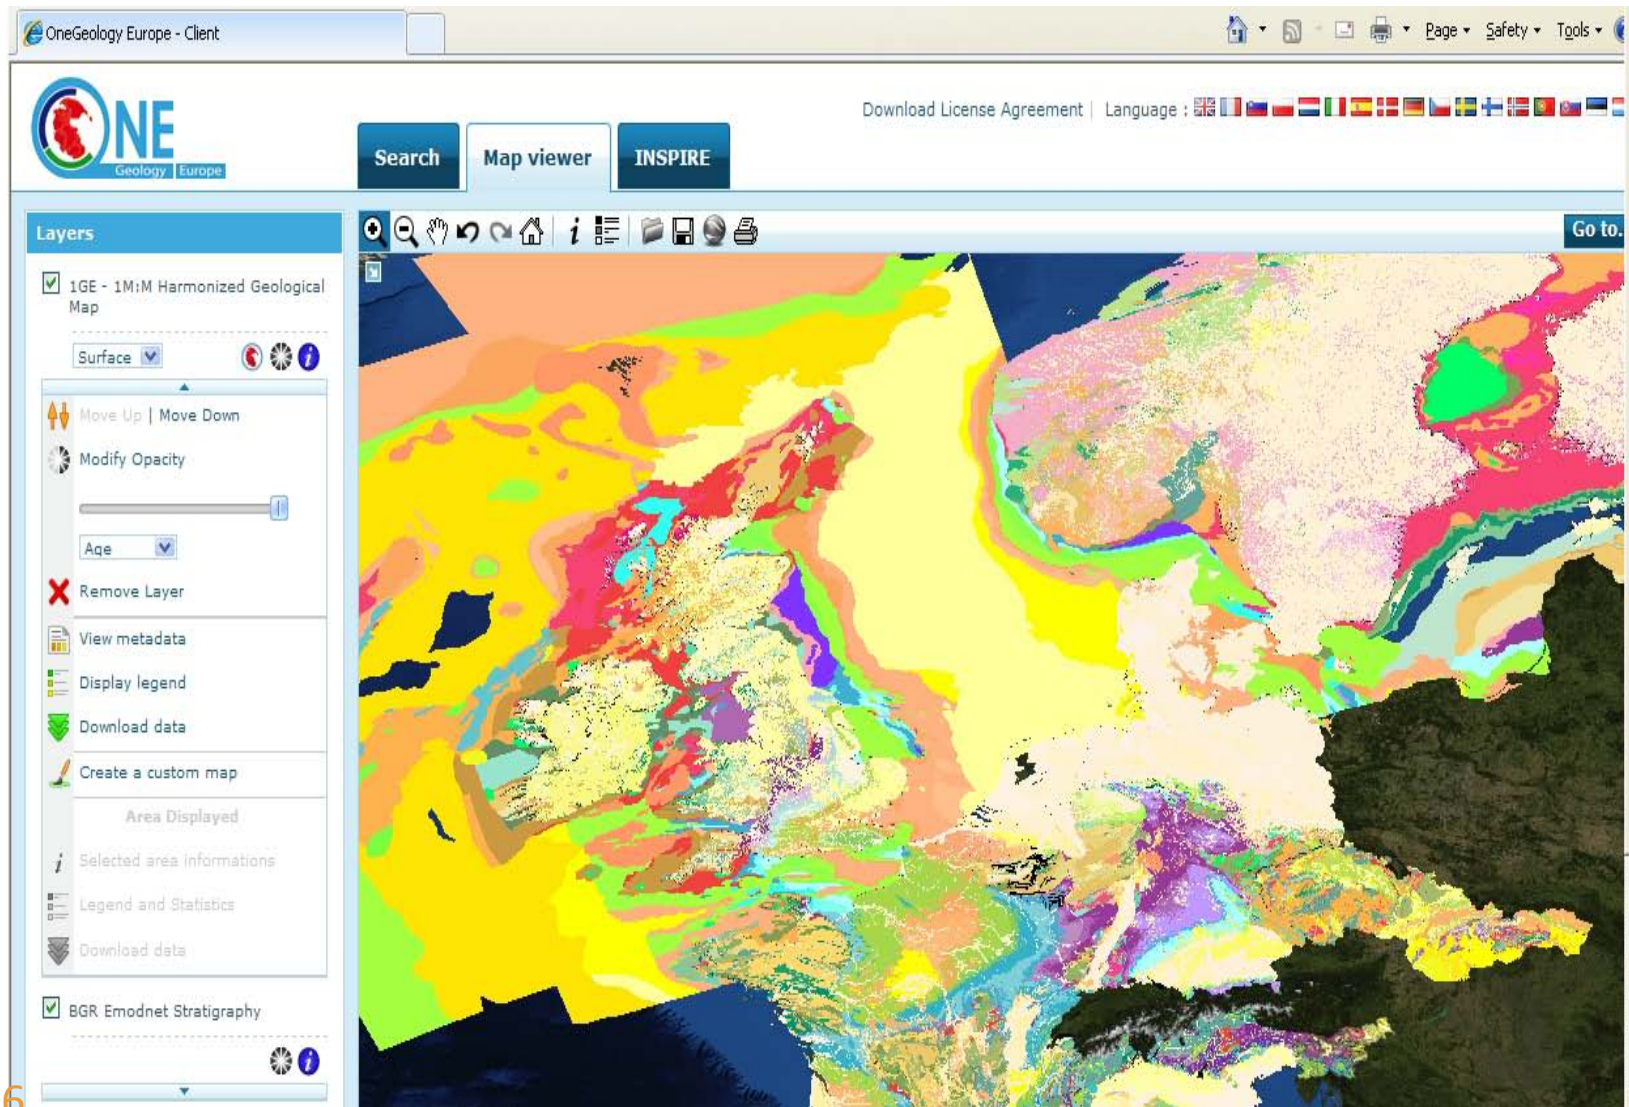 OneGeology Europe - Client
Page
Safety
Tools
ONE
Geology Europe
Download License Agreement | Language :
Search
Map viewer
INSPIRE
Layers
Go to.
1GE - 1M:M Harmonized Geological
Map
Surface
Move Up | Move Down
Modify Opacity
Age
Remove Layer
View metadata
Display legend
Download data
Create a custom map
Area Displayed
Selected area informations
Legend and Statistics
Download data
BGR Emodnet Stratigraphy
6